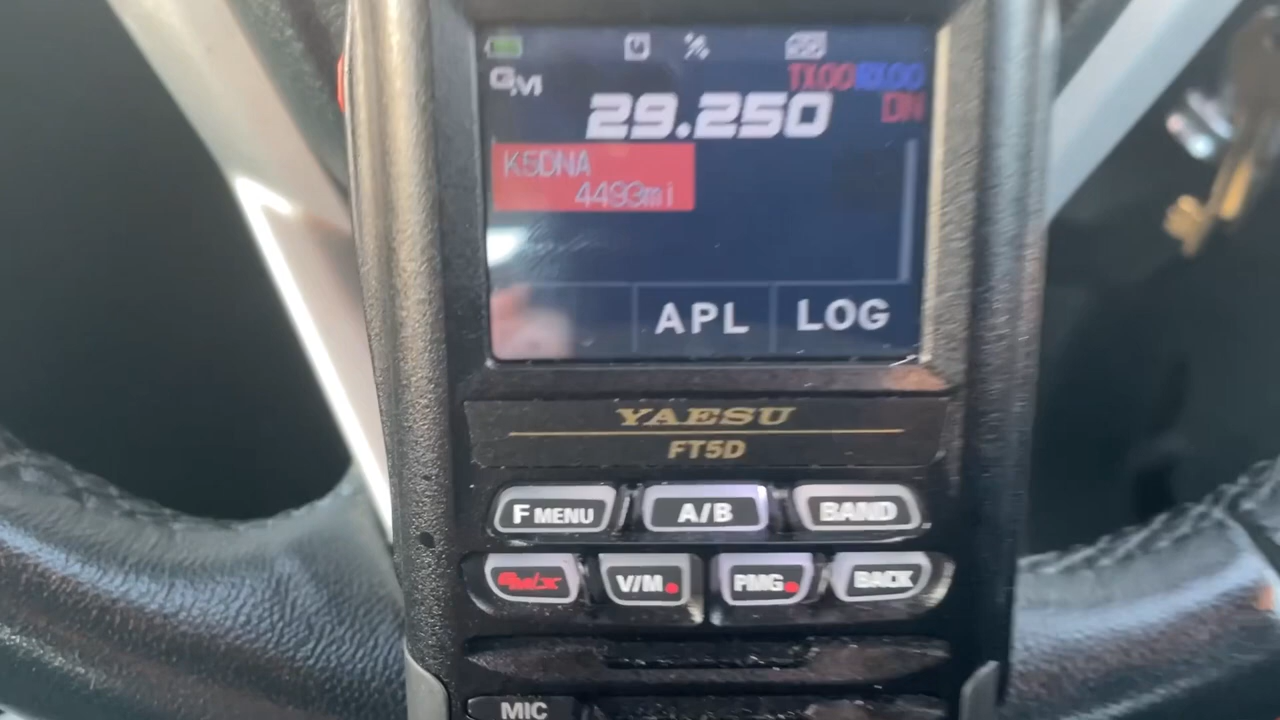 GM TX00 RX00
29.250 DN
K5DNA
4493mi
APL LOG
YAESU
FT5D
F MENU A/B BAND
V/M PMG BACK
MIC